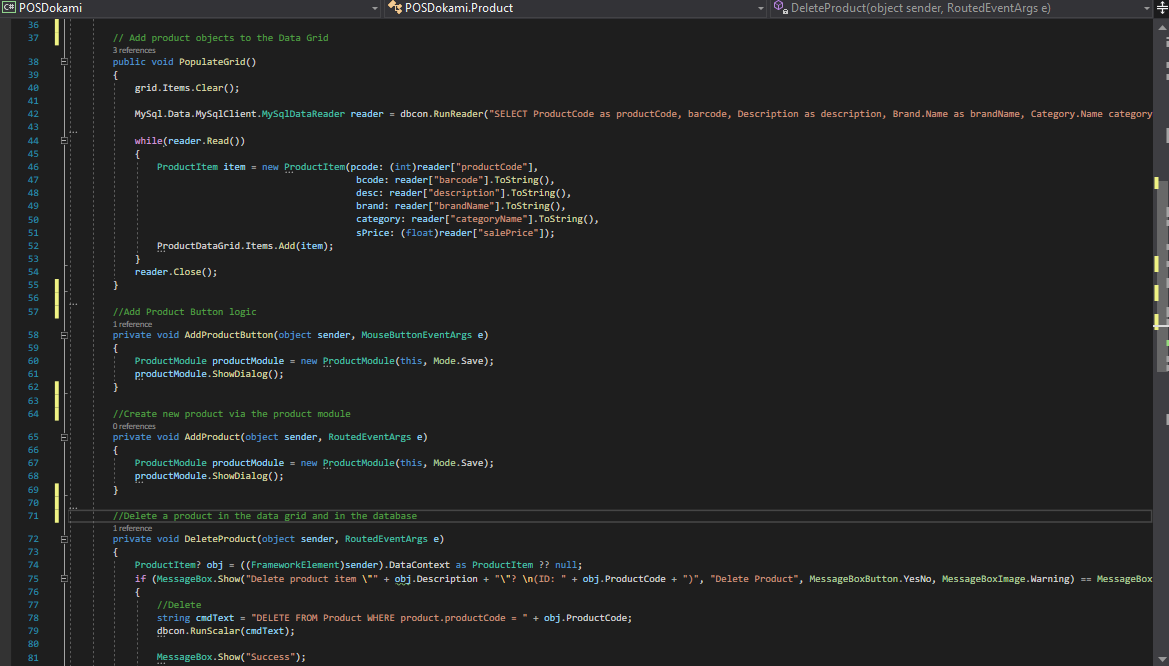 C# POSDokami POSDokami.Product DeleteProduct(object sender, RoutedEventArgs e)
36
37 // Add product objects to the Data Grid
3 references
38 public void PopulateGrid()
39 {
40 grid.Items.Clear();
41
42 MySql.Data.MySqlClient.MySqlDataReader reader = dbcon.RunReader("SELECT ProductCode as productCode, barcode, Description as description, Brand.Name as brandName, Category.Name category
43
44 while(reader.Read())
45 {
46 ProductItem item = new ProductItem(pcode: (int)reader["productCode"],
47 bcode: reader["barcode"].ToString(),
48 desc: reader["description"].ToString(),
49 brand: reader["brandName"].ToString(),
50 category: reader["categoryName"].ToString(),
51 sPrice: (float)reader["salePrice"]);
52 ProductDataGrid.Items.Add(item);
53 }
54 reader.Close();
55 }
56
57 //Add Product Button logic
1 reference
58 private void AddProductButton(object sender, MouseButtonEventArgs e)
59 {
60 ProductModule productModule = new ProductModule(this, Mode.Save);
61 productModule.ShowDialog();
62 }
63
64 //Create new product via the product module
0 references
65 private void AddProduct(object sender, RoutedEventArgs e)
66 {
67 ProductModule productModule = new ProductModule(this, Mode.Save);
68 productModule.ShowDialog();
69 }
70
71 //Delete a product in the data grid and in the database
1 reference
72 private void DeleteProduct(object sender, RoutedEventArgs e)
73 {
74 ProductItem? obj = ((FrameworkElement)sender).DataContext as ProductItem ?? null;
75 if (MessageBox.Show("Delete product item \"" + obj.Description + "\"? \n(ID: " + obj.ProductCode + ")", "Delete Product", MessageBoxButton.YesNo, MessageBoxImage.Warning) == MessageBox
76 {
77 //Delete
78 string cmdText = "DELETE FROM Product WHERE product.productCode = " + obj.ProductCode;
79 dbcon.RunScalar(cmdText);
80
81 MessageBox.Show("Success");